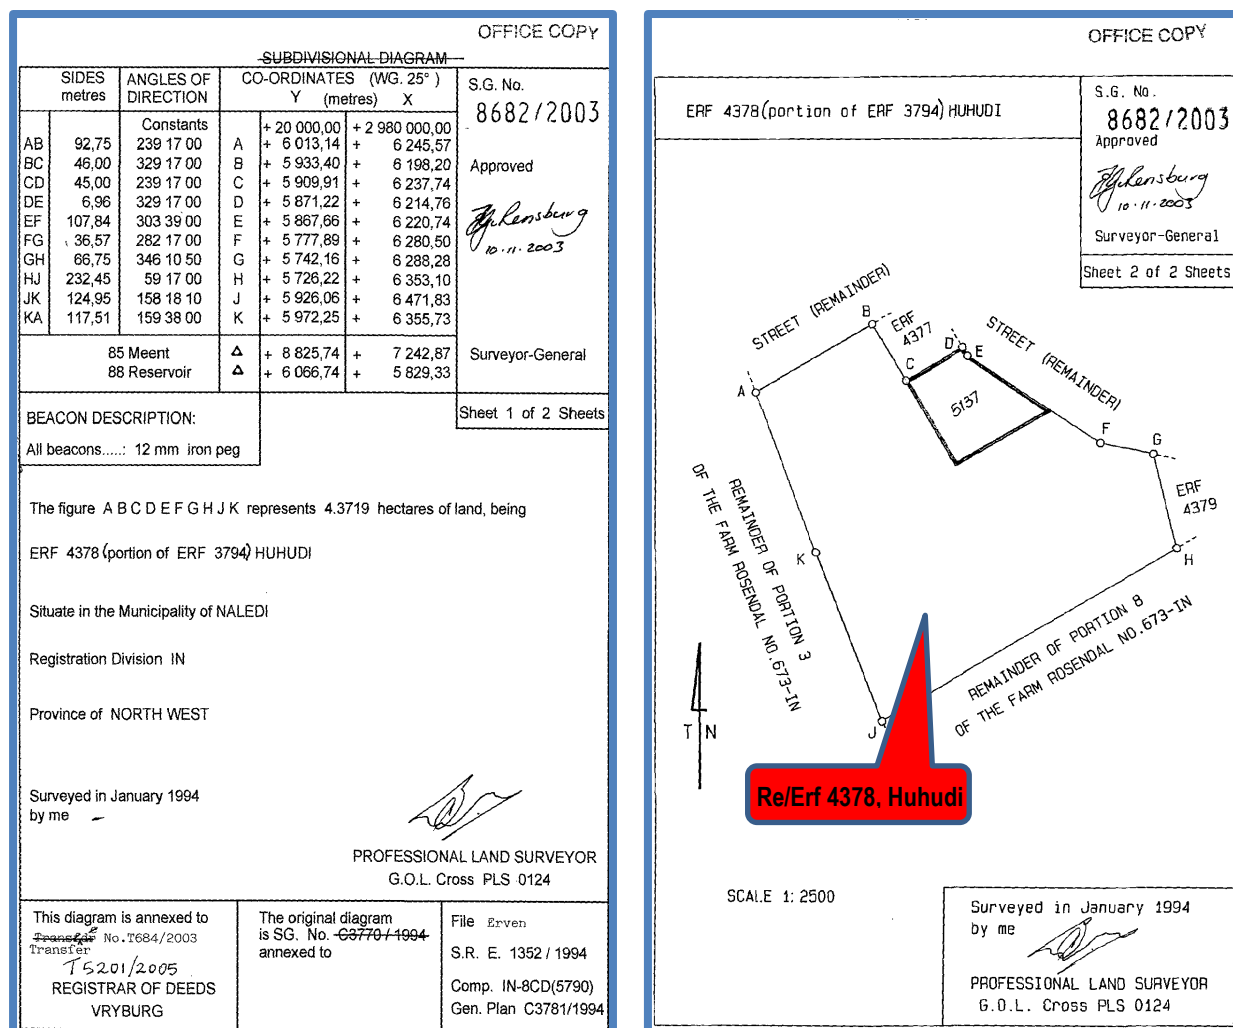 OFFICE COPY
SUBDIVISIONAL DIAGRAM
SIDES metres ANGLES OF DIRECTION CO-ORDINATES (WG. 25° ) Y (metres) X
S.G. No.
8682/2003
Approved
10.11.2003
Surveyor-General
Sheet 1 of 2 Sheets
Constants + 20 000,00 + 2 980 000,00
AB 92,75 239 17 00 A + 6 013,14 + 6 245,57
BC 46,00 329 17 00 B + 5 933,40 + 6 198,20
CD 45,00 239 17 00 C + 5 909,91 + 6 237,74
DE 6,96 329 17 00 D + 5 871,22 + 6 214,76
EF 107,84 303 39 00 E + 5 867,66 + 6 220,74
FG 36,57 282 17 00 F + 5 777,89 + 6 280,50
GH 66,75 346 10 50 G + 5 742,16 + 6 288,28
HJ 232,45 59 17 00 H + 5 726,22 + 6 353,10
JK 124,95 158 18 10 J + 5 926,06 + 6 471,83
KA 117,51 159 38 00 K + 5 972,25 + 6 355,73
85 Meent Δ + 8 825,74 + 7 242,87
88 Reservoir Δ + 6 066,74 + 5 829,33
BEACON DESCRIPTION:
All beacons.....: 12 mm iron peg
The figure A B C D E F G H J K represents 4.3719 hectares of land, being
ERF 4378 (portion of ERF 3794) HUHUDI
Situate in the Municipality of NALEDI
Registration Division IN
Province of NORTH WEST
Surveyed in January 1994
by me
PROFESSIONAL LAND SURVEYOR
G.O.L. Cross PLS 0124
This diagram is annexed to
No.T684/2003
Transfer
T5201/2005
REGISTRAR OF DEEDS
VRYBURG
The original diagram
is SG. No. C3770/1994
annexed to
File Erven
S.R. E. 1352 / 1994
Comp. IN-8CD(5790)
Gen. Plan C3781/1994
OFFICE COPY
ERF 4378(portion of ERF 3794) HUHUDI
S.G. No.
8682/2003
Approved
10.11.2003
Surveyor-General
Sheet 2 of 2 Sheets
STREET (REMAINDER)
B
ERF
4377
STREET (REMAINDER)
D
E
C
A
5137
F
G
ERF
4379
H
K
REMAINDER OF PORTION 3
OF THE FARM ROSENDAL NO.673-IN
REMAINDER OF PORTION 8
OF THE FARM ROSENDAL NO.673-IN
J
T N
Re/Erf 4378, Huhudi
SCALE 1: 2500
Surveyed in January 1994
by me
PROFESSIONAL LAND SURVEYOR
G.O.L. Cross PLS 0124